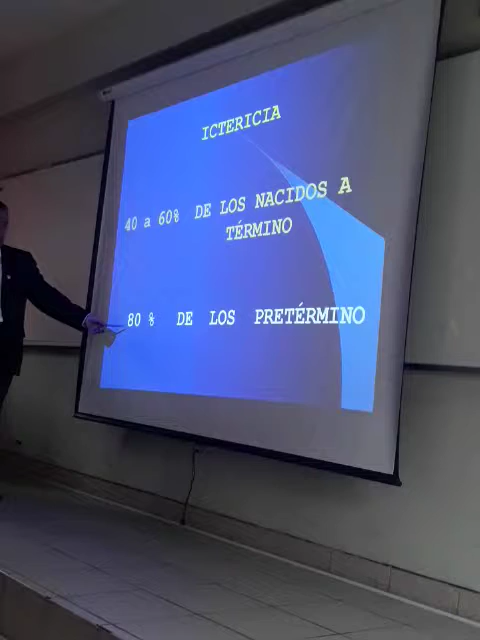 ICTERICIA
40 a 60% DE LOS NACIDOS A
TÉRMINO
80 % DE LOS PRETÉRMINO